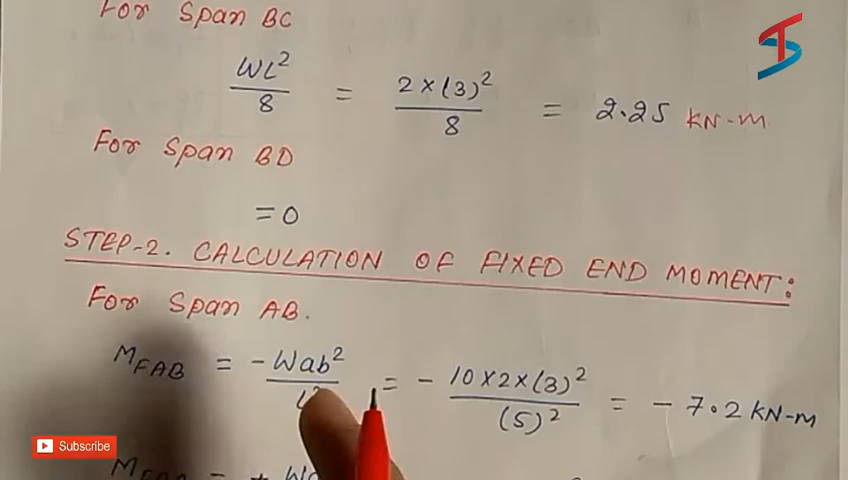 For Span BC
WL²/8 = 2×(3)²/8 = 2.25 KN-m
For Span BD
=0
STEP-2. CALCULATION OF FIXED END MOMENT:
For Span AB.
MFAB = -Wab²/L² = - 10×2×(3)²/(5)² = - 7.2 KN-m
Subscribe